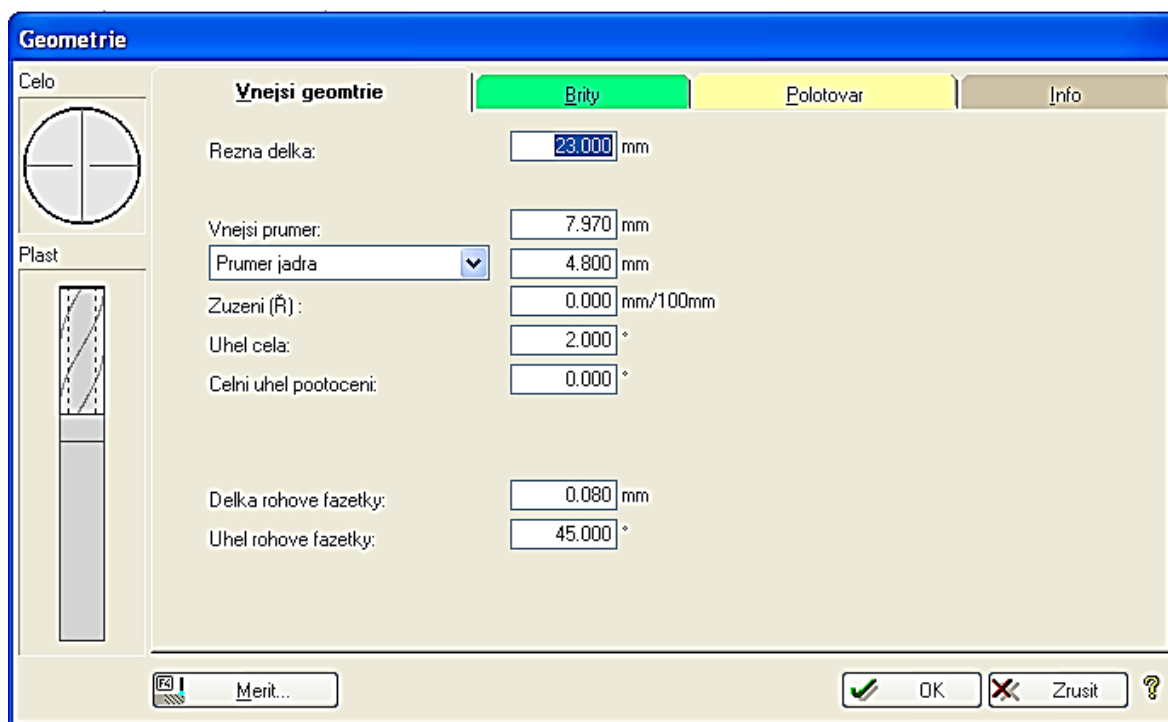 Geometrie
Celo
Vnejsi geomtrie
Brity
Polotovar
Info
Rezna delka: 23.000 mm
Vnejsi prumer: 7.970 mm
Plast
Prumer jadra 4.800 mm
Zuzeni (Ř) : 0.000 mm/100mm
Uhel cela: 2.000 °
Celni uhel pootoceni: 0.000 °
Delka rohove fazetky: 0.080 mm
Uhel rohove fazetky: 45.000 °
F4 Merit... OK Zrusit ?